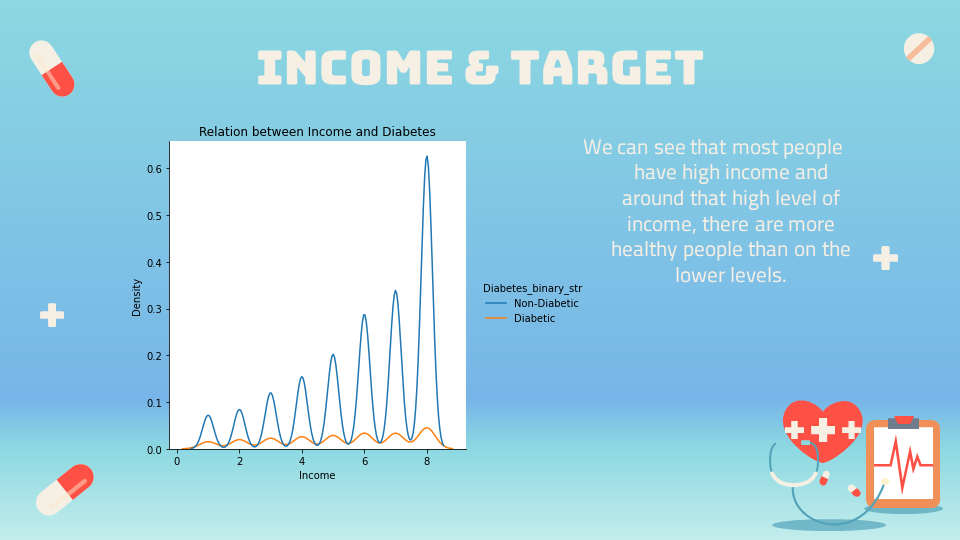 INCOME & TARGET
Relation between Income and Diabetes
We can see that most people
have high income and
around that high level of
income, there are more
healthy people than on the
lower levels.
0.6
0.5
0.4
0.3
0.2
0.1
0.0
Density
0 2 4 6 8
Income
Diabetes_binary_str
Non-Diabetic
Diabetic